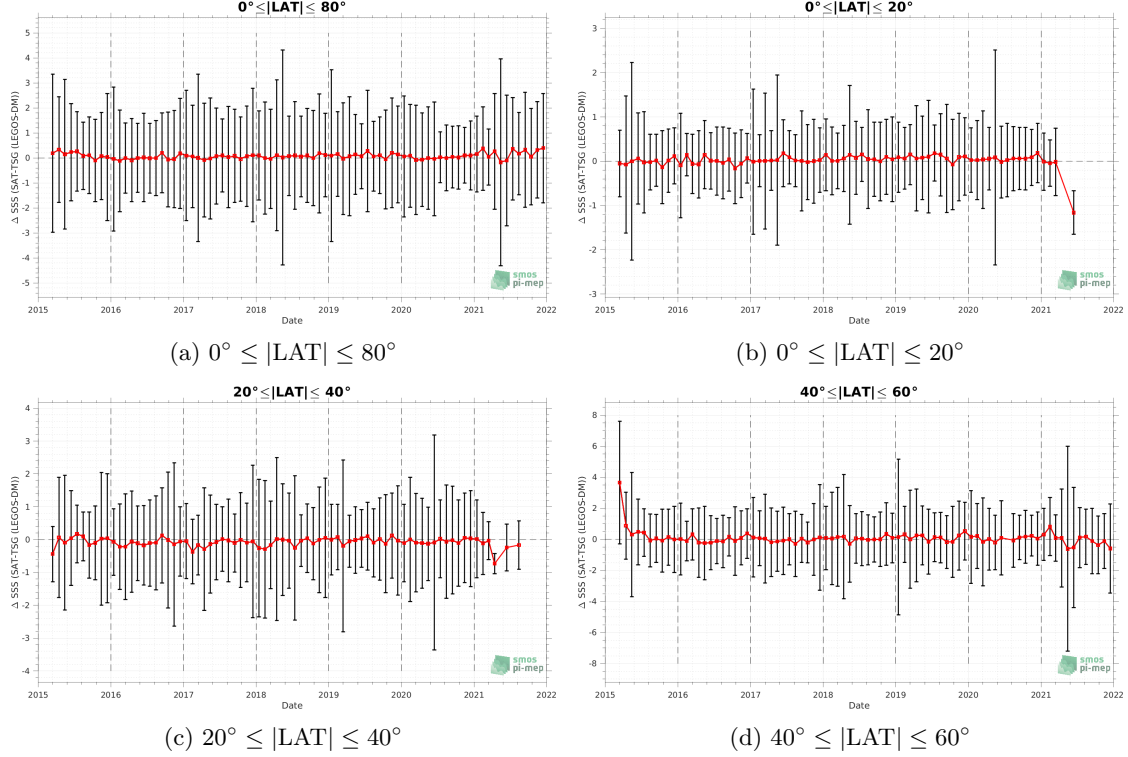 0°≤|LAT|≤ 80°
5
4
3
2
1
0
-1
-2
-3
-4
-5
Δ SSS (SAT-TSG (LEGOS-DM))
2015 2016 2017 2018 2019 2020 2021 2022
Date
smos
pi-mep
(a) 0° ≤ |LAT| ≤ 80°
0°≤|LAT|≤ 20°
3
2
1
0
-1
-2
-3
Δ SSS (SAT-TSG (LEGOS-DM))
2015 2016 2017 2018 2019 2020 2021 2022
Date
smos
pi-mep
(b) 0° ≤ |LAT| ≤ 20°
20°≤|LAT|≤ 40°
4
3
2
1
0
-1
-2
-3
-4
Δ SSS (SAT-TSG (LEGOS-DM))
2015 2016 2017 2018 2019 2020 2021 2022
Date
smos
pi-mep
(c) 20° ≤ |LAT| ≤ 40°
40°≤|LAT|≤ 60°
8
6
4
2
0
-2
-4
-6
-8
Δ SSS (SAT-TSG (LEGOS-DM))
2015 2016 2017 2018 2019 2020 2021 2022
Date
smos
pi-mep
(d) 40° ≤ |LAT| ≤ 60°